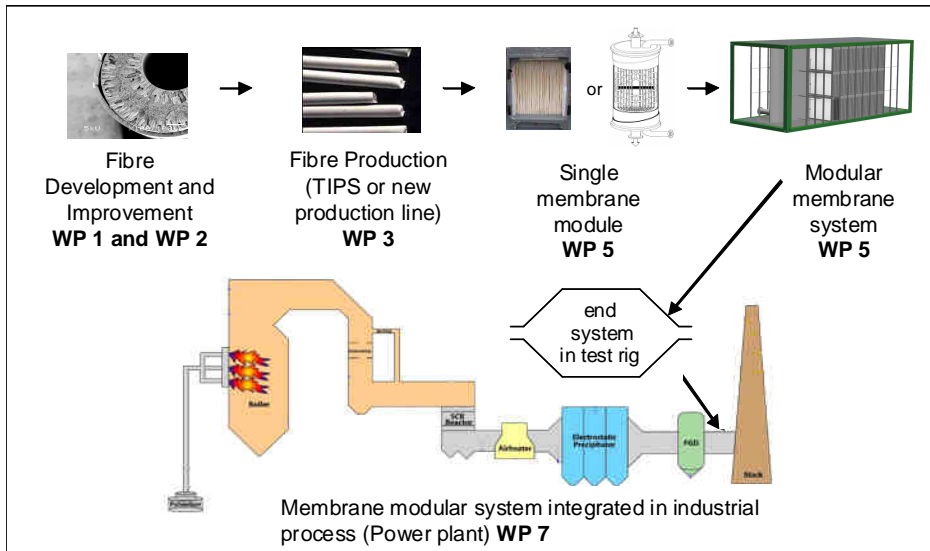 5kU
or
Fibre
Development and
Improvement
WP 1 and WP 2
Fibre Production
(TIPS or new
production line)
WP 3
Single
membrane
module
WP 5
Modular
membrane
system
WP 5
end
system
in test rig
Boiler
SCR
Reactor
Airheater
Electrostatic
Precipitator
FGD
Stack
Pulverizer
Membrane modular system integrated in industrial
process (Power plant) WP 7